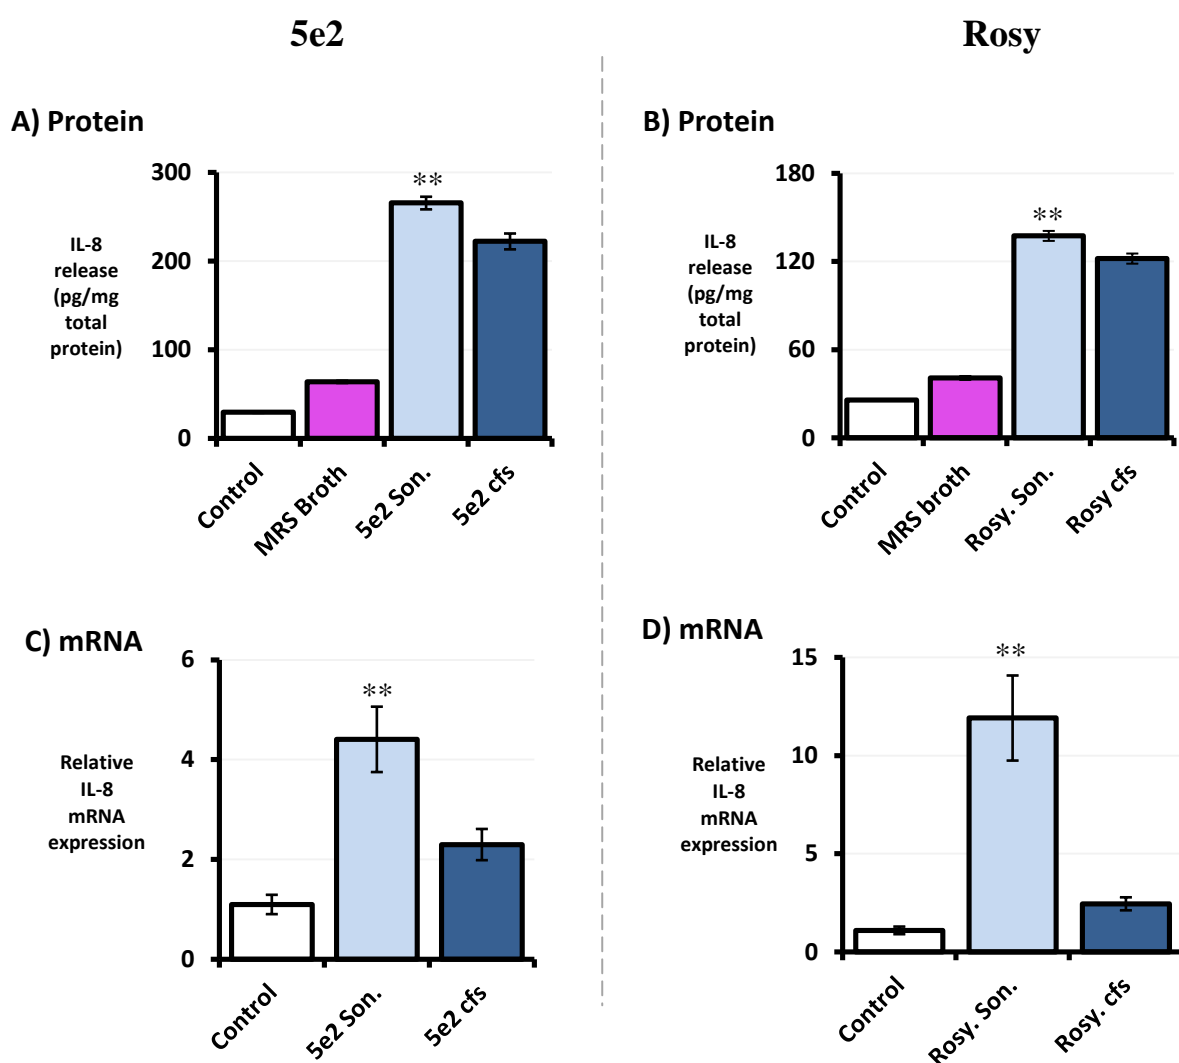 5e2
Rosy
A) Protein
300
200
100
0
IL-8
release
(pg/mg
total
protein)
**
Control
MRS Broth
5e2 Son.
5e2 cfs
B) Protein
180
120
60
0
IL-8
release
(pg/mg
total
protein)
**
Control
MRS broth
Rosy. Son.
Rosy cfs
C) mRNA
6
4
2
0
Relative
IL-8
mRNA
expression
**
Control
5e2 Son.
5e2 cfs
D) mRNA
15
10
5
0
Relative
IL-8
mRNA
expression
**
Control
Rosy. Son.
Rosy. cfs